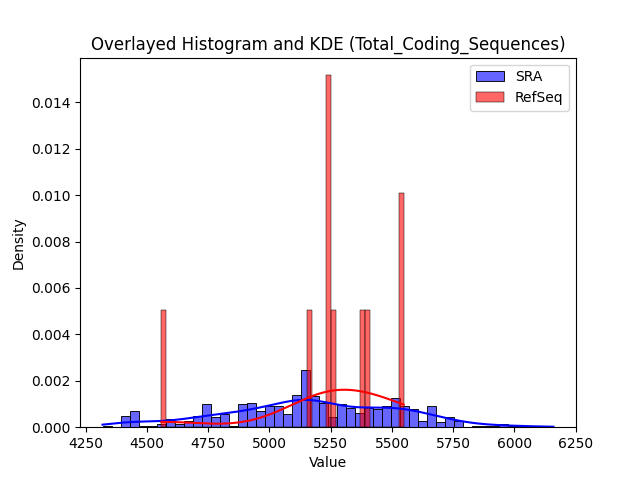 Overlayed Histogram and KDE (Total_Coding_Sequences)
SRA
RefSeq
0.014
0.012
0.010
0.008
0.006
0.004
0.002
0.000
Density
4250 4500 4750 5000 5250 5500 5750 6000 6250
Value